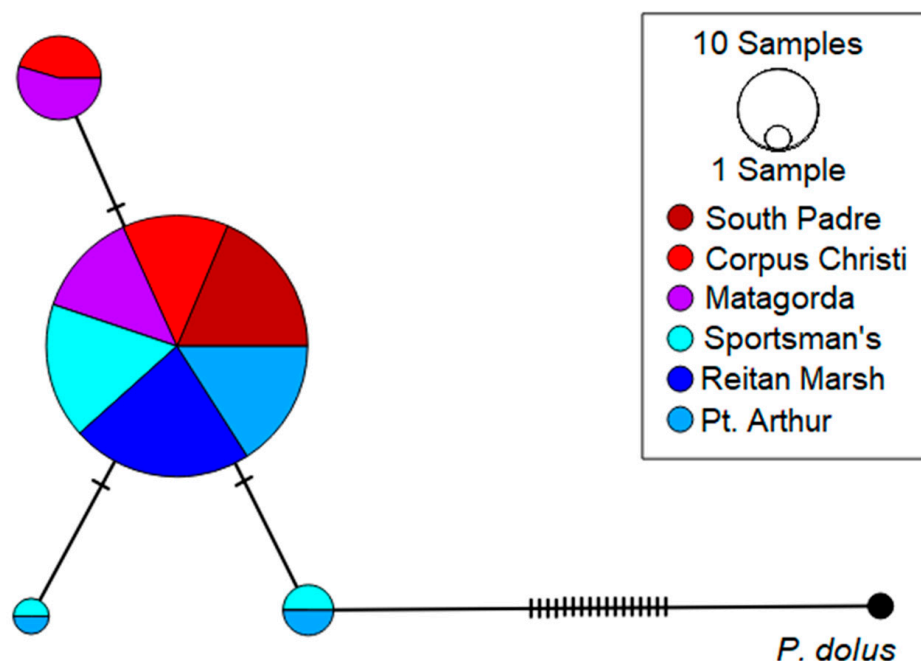 10 Samples
1 Sample
South Padre
Corpus Christi
Matagorda
Sportsman's
Reitan Marsh
Pt. Arthur
P. dolus